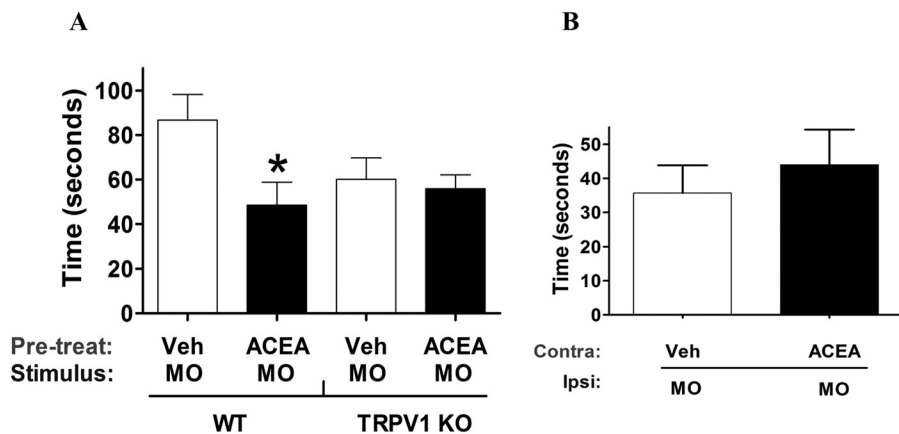 A
Time (seconds)
100
80
60
40
20
0
*
Pre-treat: Veh ACEA Veh ACEA
Stimulus: MO MO MO MO
WT TRPV1 KO
B
Time (seconds)
50
40
30
20
10
0
Contra: Veh ACEA
Ipsi: MO MO